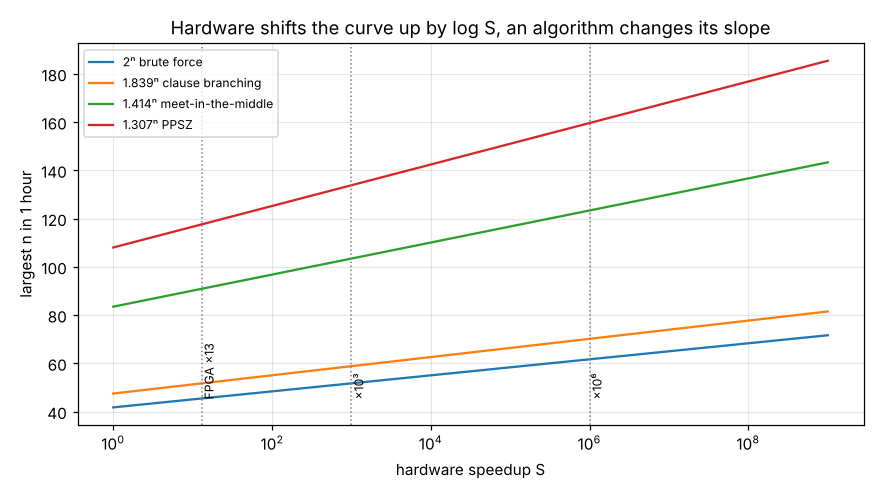 Hardware shifts the curve up by log S, an algorithm changes its slope
2ⁿ brute force
1.839ⁿ clause branching
1.414ⁿ meet-in-the-middle
1.307ⁿ PPSZ
largest n in 1 hour
180
160
140
120
100
80
60
40
FPGA ×13
×10³
×10⁶
10⁰
10²
10⁴
10⁶
10⁸
hardware speedup S